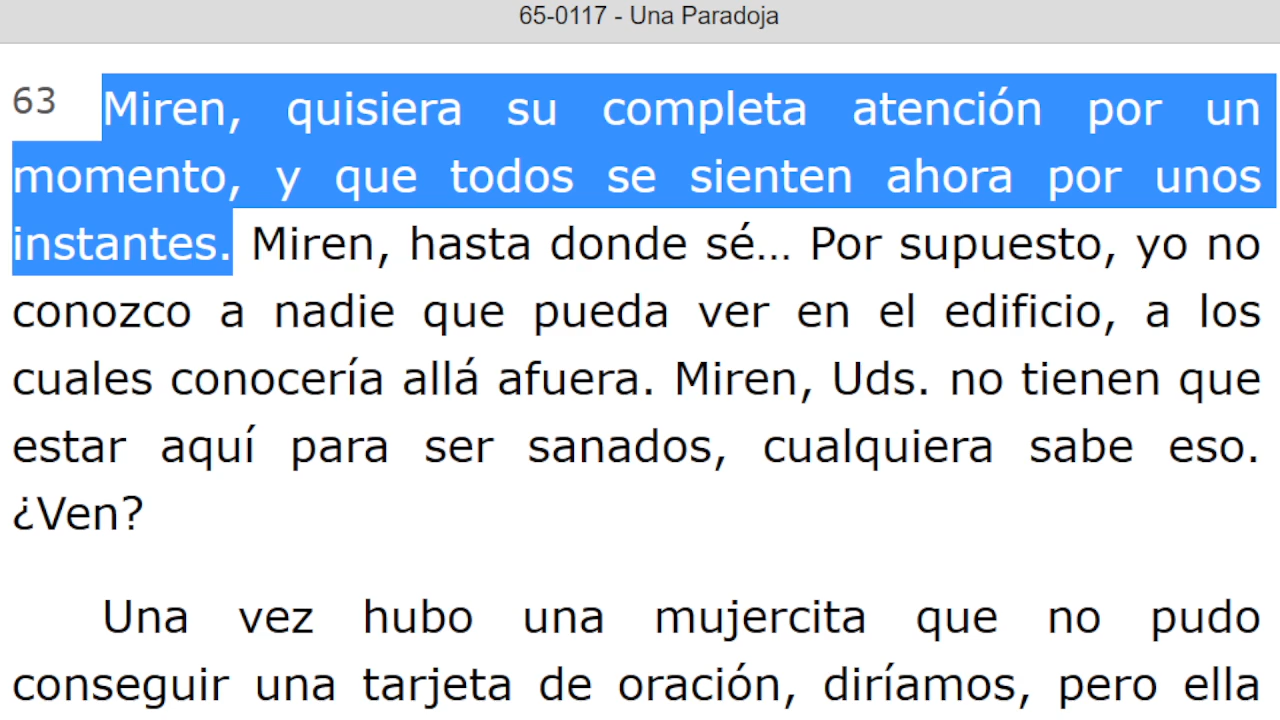 65-0117 - Una Paradoja
63 Miren, quisiera su completa atención por un
momento, y que todos se sienten ahora por unos
instantes. Miren, hasta donde sé... Por supuesto, yo no
conozco a nadie que pueda ver en el edificio, a los
cuales conocería allá afuera. Miren, Uds. no tienen que
estar aquí para ser sanados, cualquiera sabe eso.
¿Ven?
Una vez hubo una mujercita que no pudo
conseguir una tarjeta de oración, diríamos, pero ella